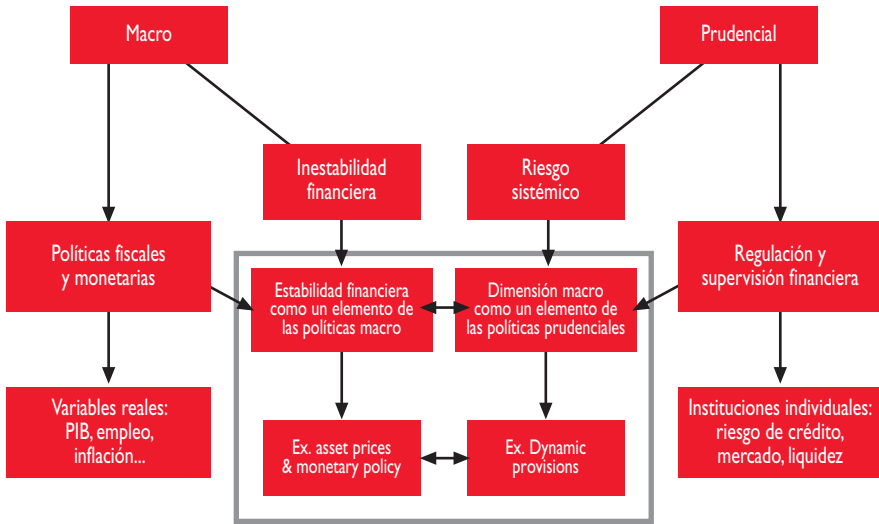 Macro
Prudencial
Inestabilidad
financiera
Riesgo
sistémico
Políticas fiscales
y monetarias
Estabilidad financiera
como un elemento de
las políticas macro
Dimensión macro
como un elemento de
las políticas prudenciales
Regulación y
supervisión financiera
Variables reales:
PIB, empleo,
inflación...
Ex. asset prices
& monetary policy
Ex. Dynamic
provisions
Instituciones individuales:
riesgo de crédito,
mercado, liquidez